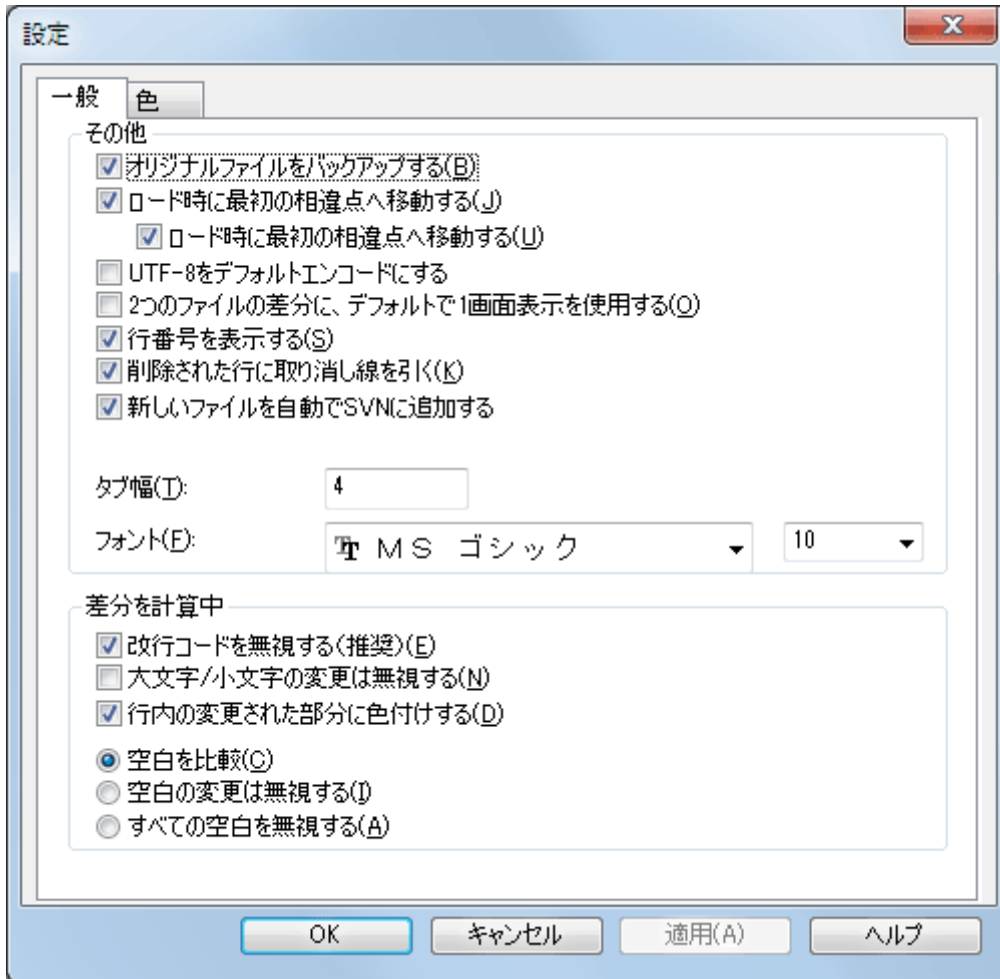 設定
一般
色
その他
オリジナルファイルをバックアップする(B)
ロード時に最初の相違点へ移動する(J)
ロード時に最初の相違点へ移動する(U)
UTF-8をデフォルトエンコードにする
2つのファイルの差分に、デフォルトで1画面表示を使用する(O)
行番号を表示する(S)
削除された行に取り消し線を引く(K)
新しいファイルを自動でSVNに追加する
タブ幅(T): 4
フォント(F): MS ゴシック 10
差分を計算中
改行コードを無視する(推奨)(E)
大文字/小文字の変更は無視する(N)
行内の変更された部分に色付けする(D)
空白を比較(C)
空白の変更は無視する(I)
すべての空白を無視する(A)
OK キャンセル 適用(A) ヘルプ